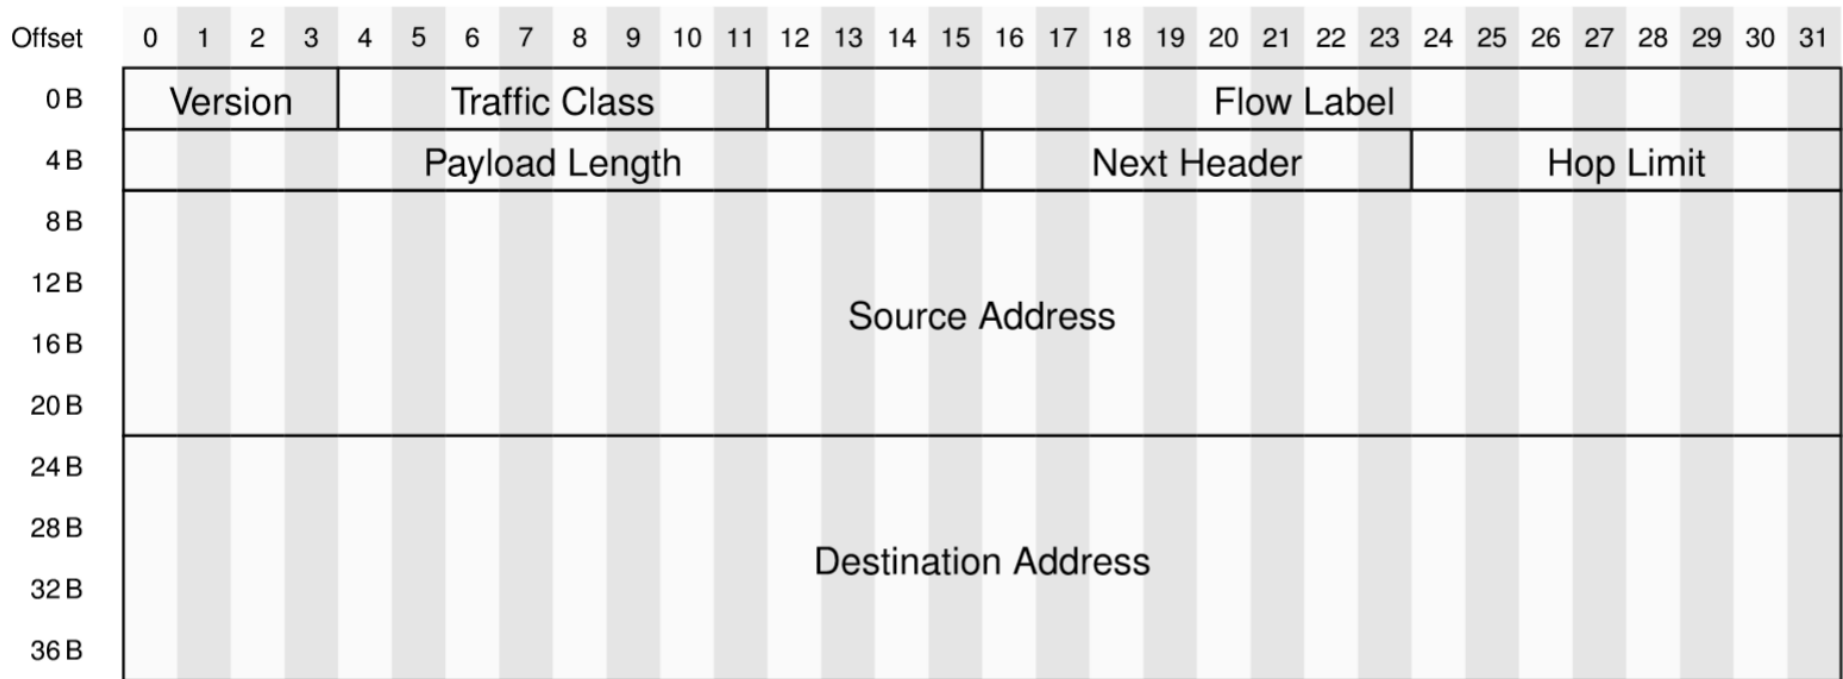 Offset 0 1 2 3 4 5 6 7 8 9 10 11 12 13 14 15 16 17 18 19 20 21 22 23 24 25 26 27 28 29 30 31
0 B Version Traffic Class Flow Label
4 B Payload Length Next Header Hop Limit
8 B
12 B
Source Address
16 B
20 B
24 B
28 B
Destination Address
32 B
36 B